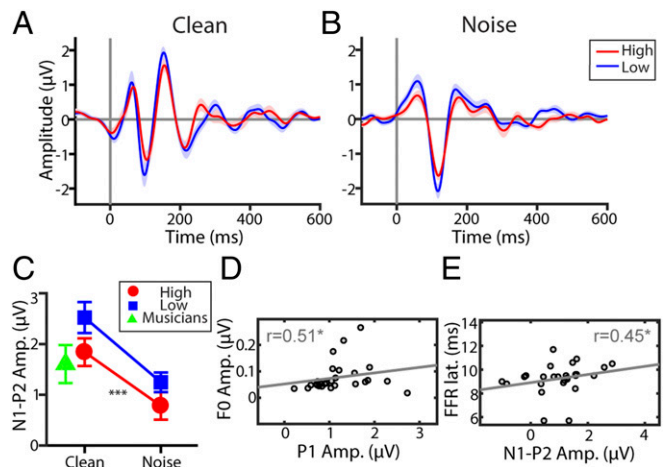 A
Clean
B
Noise
High
Low
Amplitude (μV)
2
1
0
-1
-2
0
200
400
600
Time (ms)
2
1
0
-1
-2
0
200
400
600
Time (ms)
C
High
Low
Musicians
N1-P2 Amp. (μV)
3
2
1
0
***
Clean
Noise
D
r=0.51*
F0 Amp. (μV)
0.2
0.1
0
0
1
2
3
P1 Amp. (μV)
E
r=0.45*
FFR lat. (ms)
14
12
10
8
6
0
2
4
N1-P2 Amp. (μV)